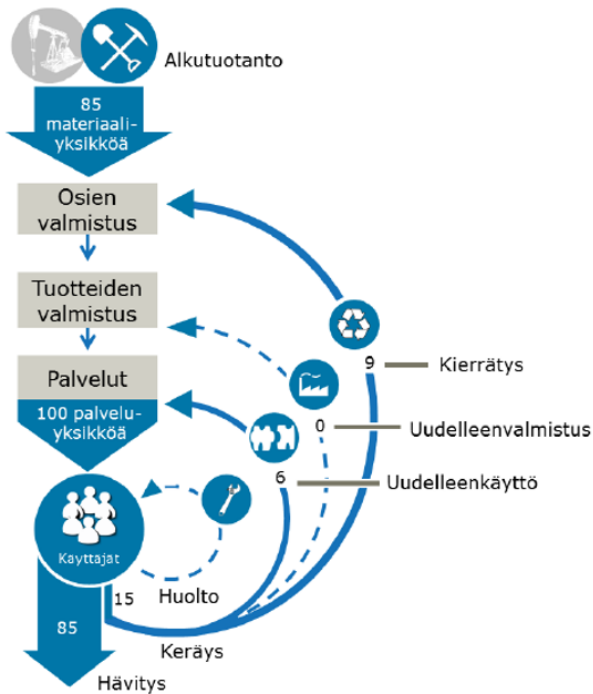 Alkutuotanto
85
materiaali-
yksikköä
Osien
valmistus
Tuotteiden
valmistus
9
Kierrätys
Palvelut
100 palvelu-
yksikköä
0
Uudelleenvalmistus
6
Uudelleenkäyttö
Käyttäjät
15
Huolto
85
Keräys
Hävitys